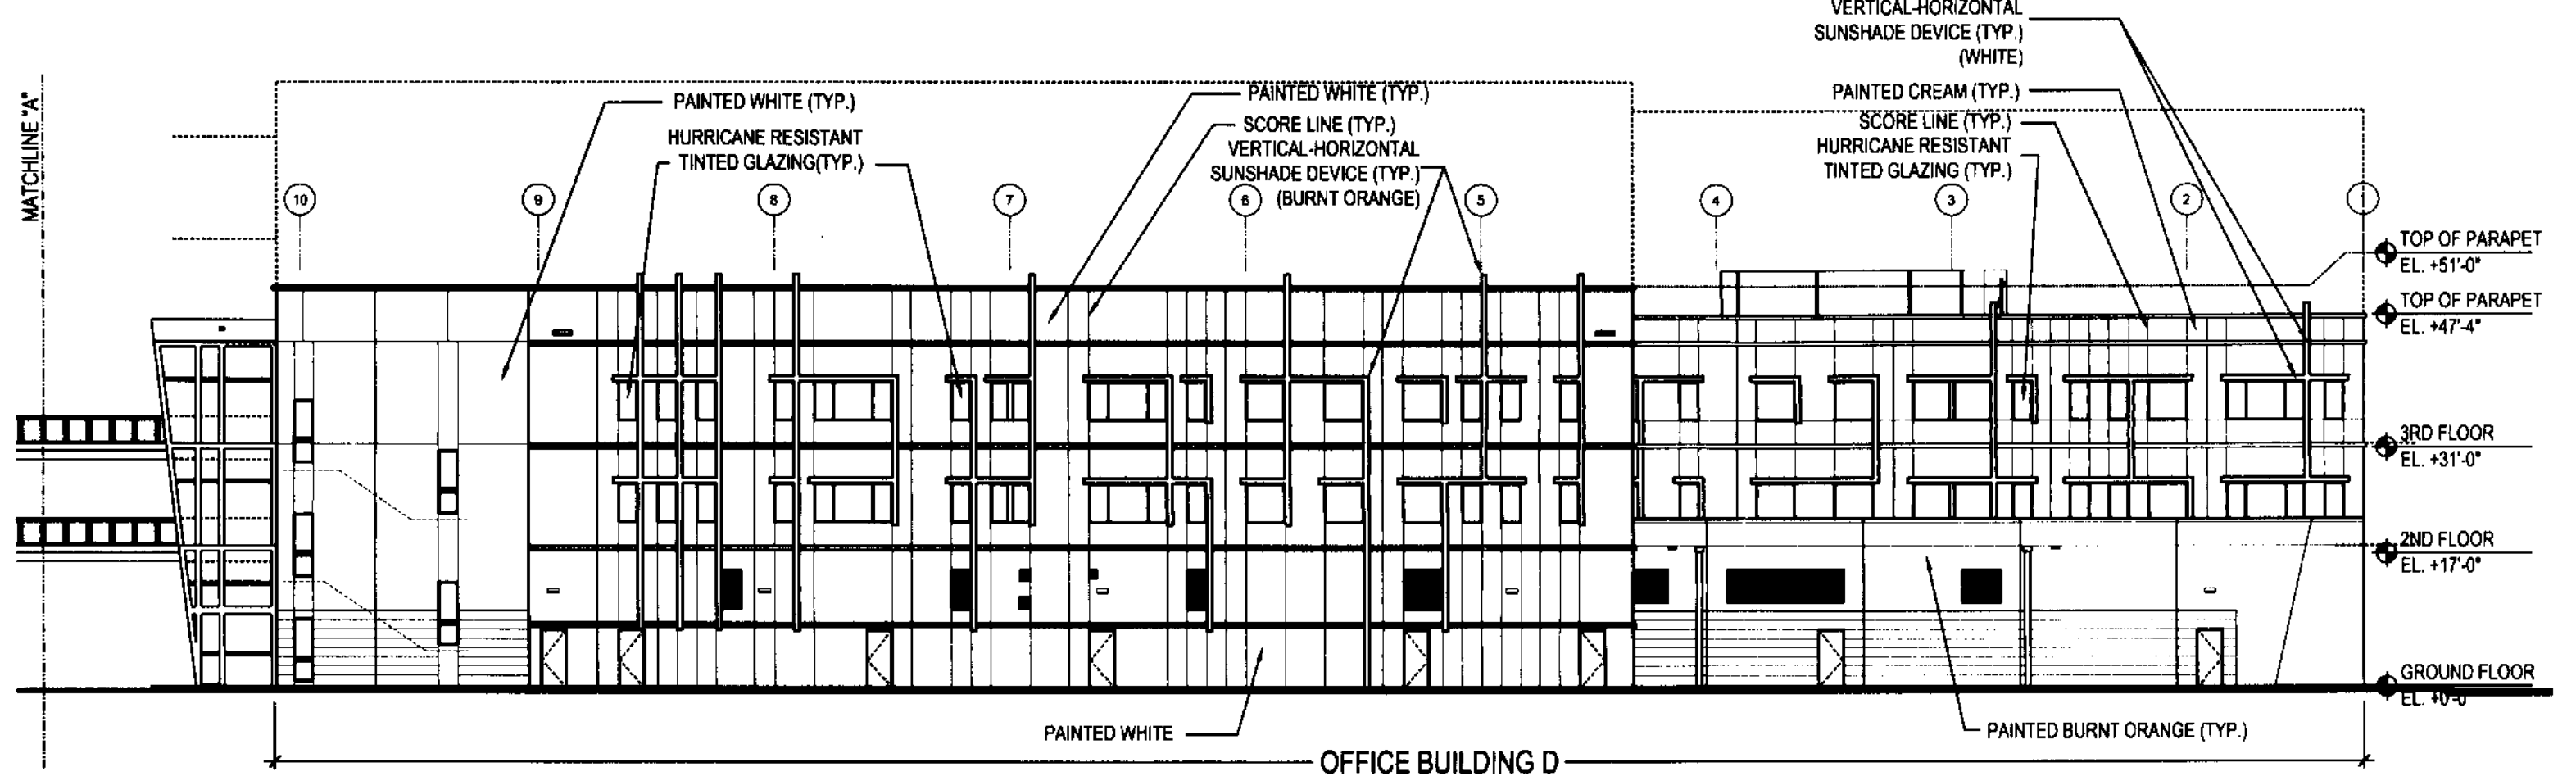 VERTICAL-HORIZONTAL
SUNSHADE DEVICE (TYP.)
(WHITE)
PAINTED CREAM (TYP.)
SCORE LINE (TYP.)
HURRICANE RESISTANT
TINTED GLAZING (TYP.)
MATCHLINE "A"
PAINTED WHITE (TYP.)
HURRICANE RESISTANT
TINTED GLAZING(TYP.)
PAINTED WHITE (TYP.)
SCORE LINE (TYP.)
VERTICAL-HORIZONTAL
SUNSHADE DEVICE (TYP.)
(BURNT ORANGE)
10
9
8
7
6
5
4
3
2
TOP OF PARAPET
EL. +51'-0"
TOP OF PARAPET
EL. +47'-4"
3RD FLOOR
EL. +31'-0"
2ND FLOOR
EL. +17'-0"
GROUND FLOOR
EL. +0'-0"
PAINTED WHITE
PAINTED BURNT ORANGE (TYP.)
OFFICE BUILDING D